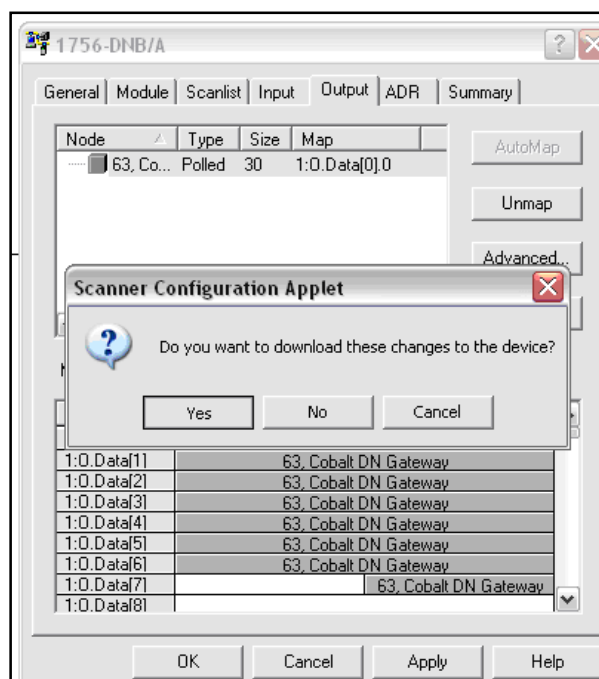 1756-DNB/A
General Module Scanlist Input Output ADR Summary
Node Type Size Map
63, Co... Polled 30 1:O.Data[0].0
AutoMap
Unmap
Advanced...
Scanner Configuration Applet
Do you want to download these changes to the device?
Yes No Cancel
1:O.Data[1] 63, Cobalt DN Gateway
1:O.Data[2] 63, Cobalt DN Gateway
1:O.Data[3] 63, Cobalt DN Gateway
1:O.Data[4] 63, Cobalt DN Gateway
1:O.Data[5] 63, Cobalt DN Gateway
1:O.Data[6] 63, Cobalt DN Gateway
1:O.Data[7] 63, Cobalt DN Gateway
1:O.Data[8]
OK Cancel Apply Help